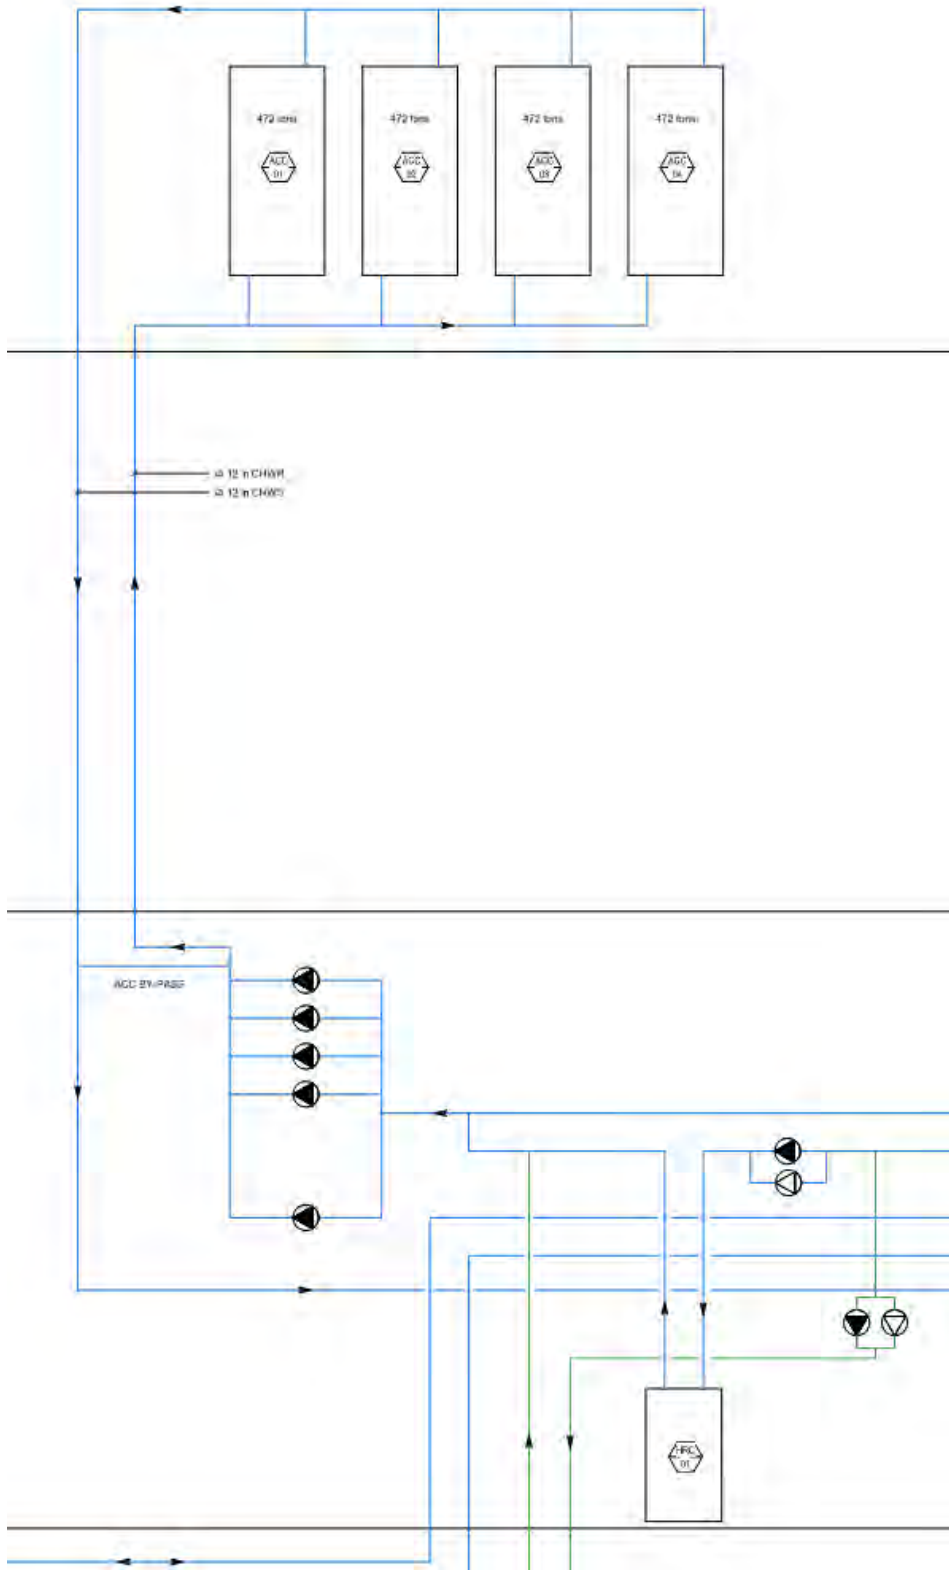 472 tons
472 tons
472 tons
472 tons
ACC
01
ACC
02
ACC
03
ACC
04
12 in CHWR
12 in CHWS
ACC BY-PASS
HRC
01